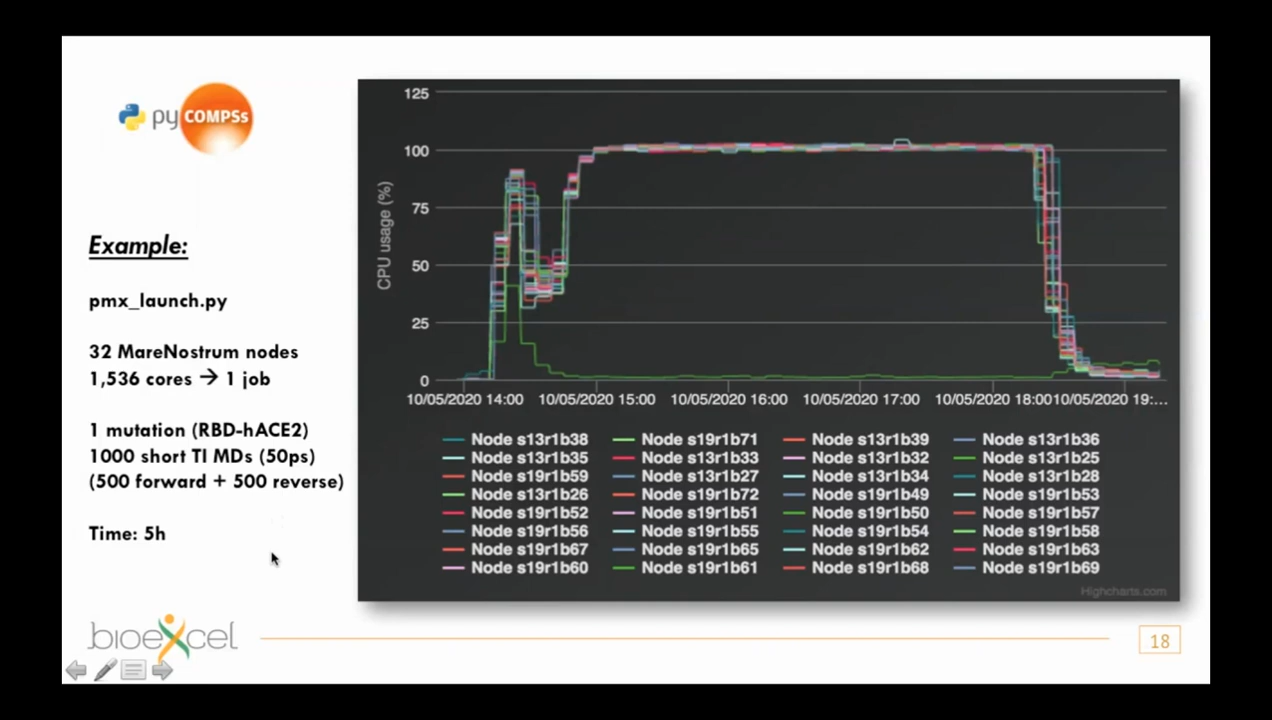 py COMPSs
Example:
pmx_launch.py
32 MareNostrum nodes
1,536 cores → 1 job
1 mutation (RBD-hACE2)
1000 short TI MDs (50ps)
(500 forward + 500 reverse)
Time: 5h
CPU usage (%)
125
100
75
50
25
0
10/05/2020 14:00 10/05/2020 15:00 10/05/2020 16:00 10/05/2020 17:00 10/05/2020 18:00 10/05/2020 19:...
Node s13r1b38 Node s19r1b71 Node s13r1b39 Node s13r1b36
Node s13r1b35 Node s13r1b33 Node s13r1b32 Node s13r1b25
Node s19r1b59 Node s13r1b27 Node s13r1b34 Node s13r1b28
Node s13r1b26 Node s19r1b72 Node s19r1b49 Node s19r1b53
Node s19r1b52 Node s19r1b51 Node s19r1b50 Node s19r1b57
Node s19r1b56 Node s19r1b55 Node s19r1b54 Node s19r1b58
Node s19r1b67 Node s19r1b65 Node s19r1b62 Node s19r1b63
Node s19r1b60 Node s19r1b61 Node s19r1b68 Node s19r1b69
Highcharts.com
bioexcel
18